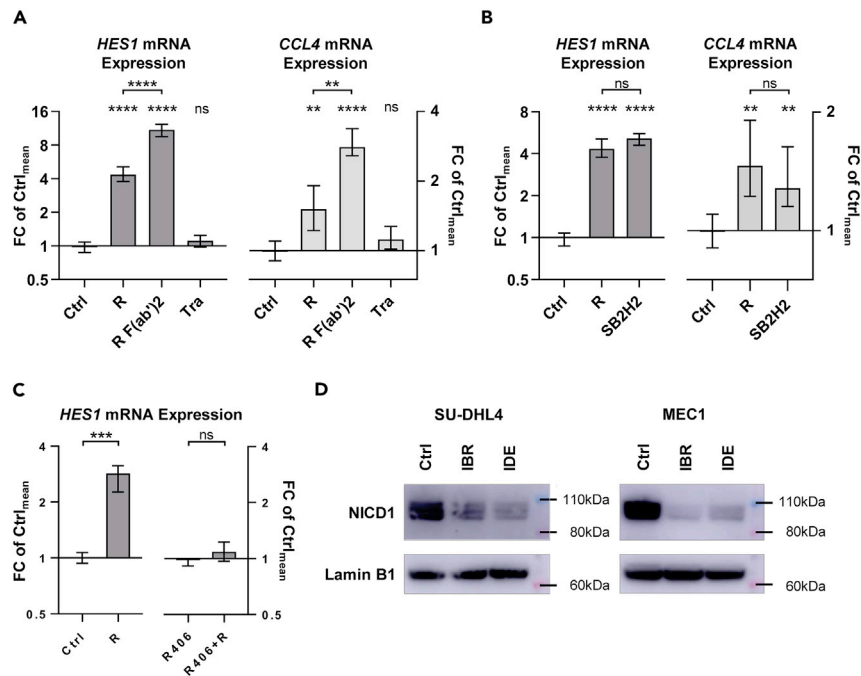 A
HES1 mRNA
Expression
****
**** **** ns
16
8
4
2
1
0.5
FC of Ctrlmean
Ctrl
R
R F(ab')2
Tra
CCL4 mRNA
Expression
**
** **** ns
4
2
1
FC of Ctrlmean
Ctrl
R
R F(ab')2
Tra
B
HES1 mRNA
Expression
ns
**** ****
8
4
2
1
0.5
FC of Ctrlmean
Ctrl
R
SB2H2
CCL4 mRNA
Expression
ns
** **
2
1
FC of Ctrlmean
Ctrl
R
SB2H2
C
HES1 mRNA Expression
***
4
2
1
0.5
FC of Ctrlmean
Ctrl
R
ns
4
2
1
0.5
FC of Ctrlmean
R406
R406+R
D
SU-DHL4
Ctrl
IBR
IDE
NICD1
110kDa
80kDa
Lamin B1
60kDa
MEC1
Ctrl
IBR
IDE
110kDa
80kDa
60kDa